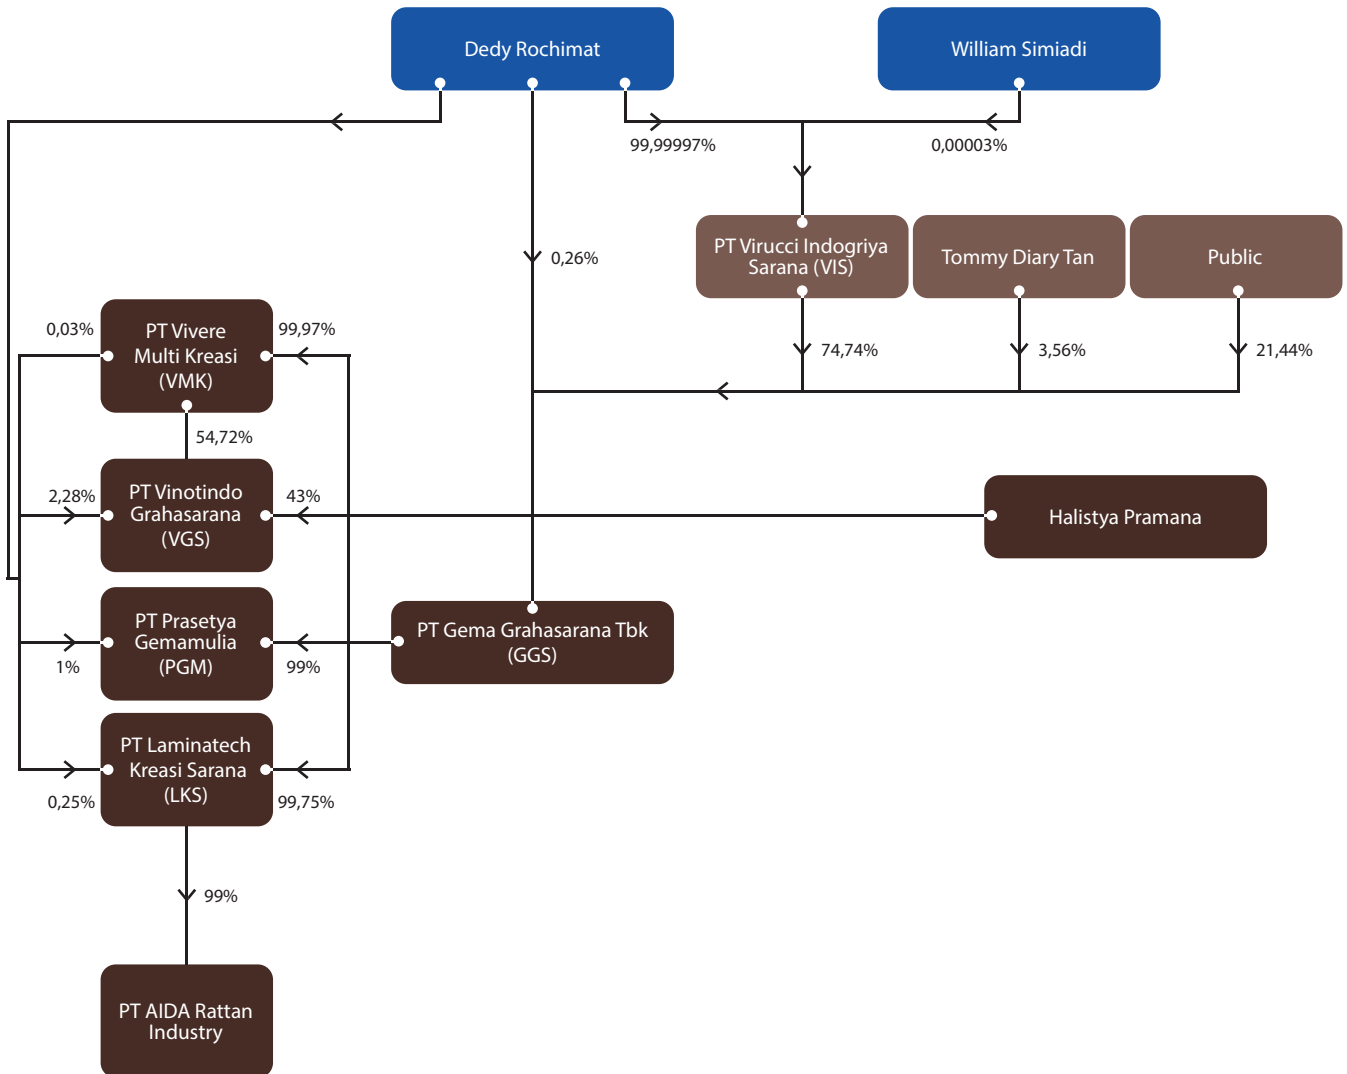 Dedy Rochimat
William Simiadi
99,99997%
0,00003%
PT Virucci Indogriya
Sarana (VIS)
Tommy Diary Tan
Public
0,26%
74,74%
3,56%
21,44%
0,03%
PT Vivere
Multi Kreasi
(VMK)
99,97%
54,72%
2,28%
PT Vinotindo
Grahasarana
(VGS)
43%
Halistya Pramana
PT Prasetya
Gemamulia
(PGM)
1%
99%
PT Gema Grahasarana Tbk
(GGS)
PT Laminatech
Kreasi Sarana
(LKS)
0,25%
99,75%
99%
PT AIDA Rattan
Industry